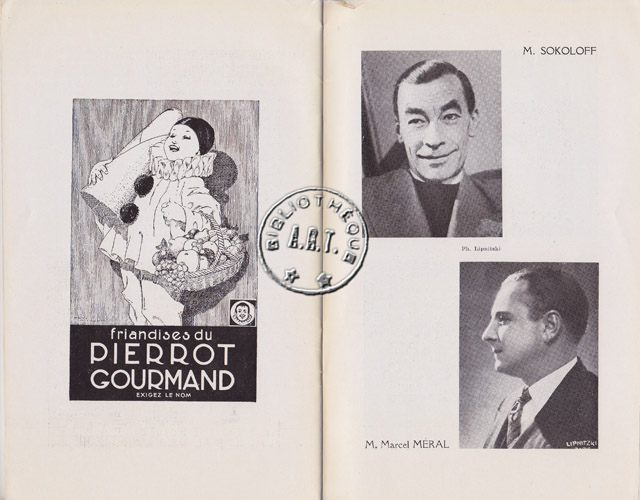 friandises du
PIERROT
GOURMAND
EXIGEZ LE NOM
BIBLIOTHÈQUE
A.R.T.
M. SOKOLOFF
Ph. Lipnitzki
M. Marcel MERAL
LIPNITZKI